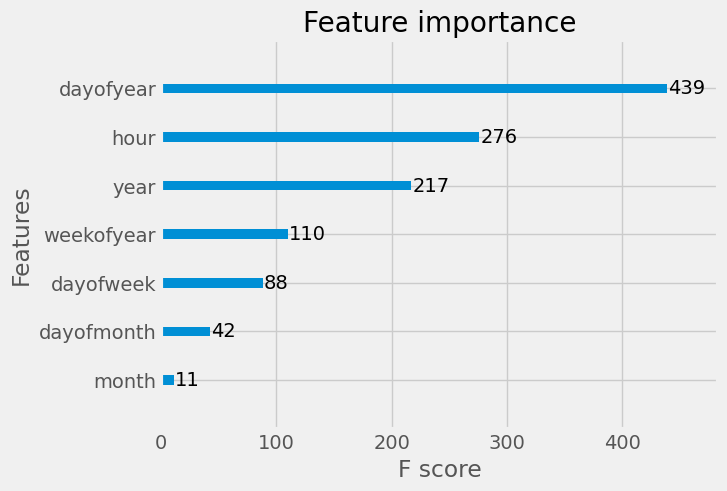 Feature importance
Features
dayofyear 439
hour 276
year 217
weekofyear 110
dayofweek 88
dayofmonth 42
month 11
0 100 200 300 400
F score